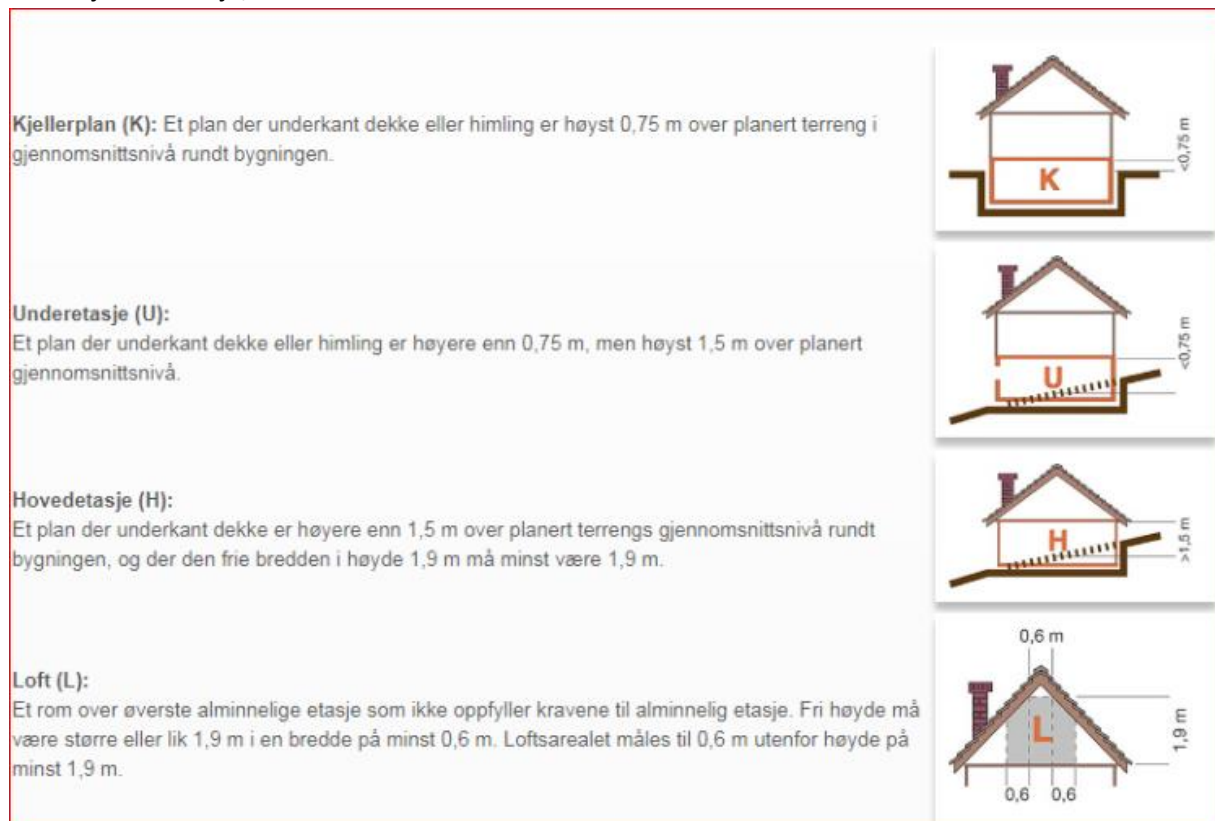 Kjellerplan (K): Et plan der underkant dekke eller himling er høyst 0,75 m over planert terreng i
gjennomsnittsnivå rundt bygningen.
<0,75 m
K
Underetasje (U):
Et plan der underkant dekke eller himling er høyere enn 0,75 m, men høyst 1,5 m over planert
gjennomsnittsnivå.
<0,75 m
U
Hovedetasje (H):
Et plan der underkant dekke er høyere enn 1,5 m over planert terrengs gjennomsnittsnivå rundt
bygningen, og der den frie bredden i høyde 1,9 m må minst være 1,9 m.
>1,5 m
H
0,6 m
Loft (L):
Et rom over øverste alminnelige etasje som ikke oppfyller kravene til alminnelig etasje. Fri høyde må
være større eller lik 1,9 m i en bredde på minst 0,6 m. Loftsarealet måles til 0,6 m utenfor høyde på
minst 1,9 m.
L
1,9 m
0,6 0,6